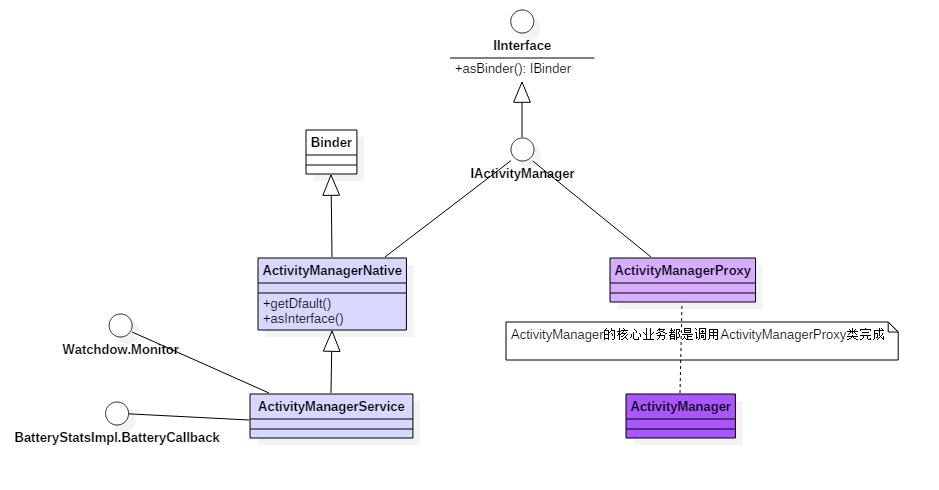 IInterface
+asBinder(): IBinder
Binder
IActivityManager
ActivityManagerNative
+getDfault()
+asInterface()
ActivityManagerProxy
ActivityManager的核心业务都是调用ActivityManagerProxy类完成
Watchdow.Monitor
ActivityManagerService
BatteryStatsImpl.BatteryCallback
ActivityManager